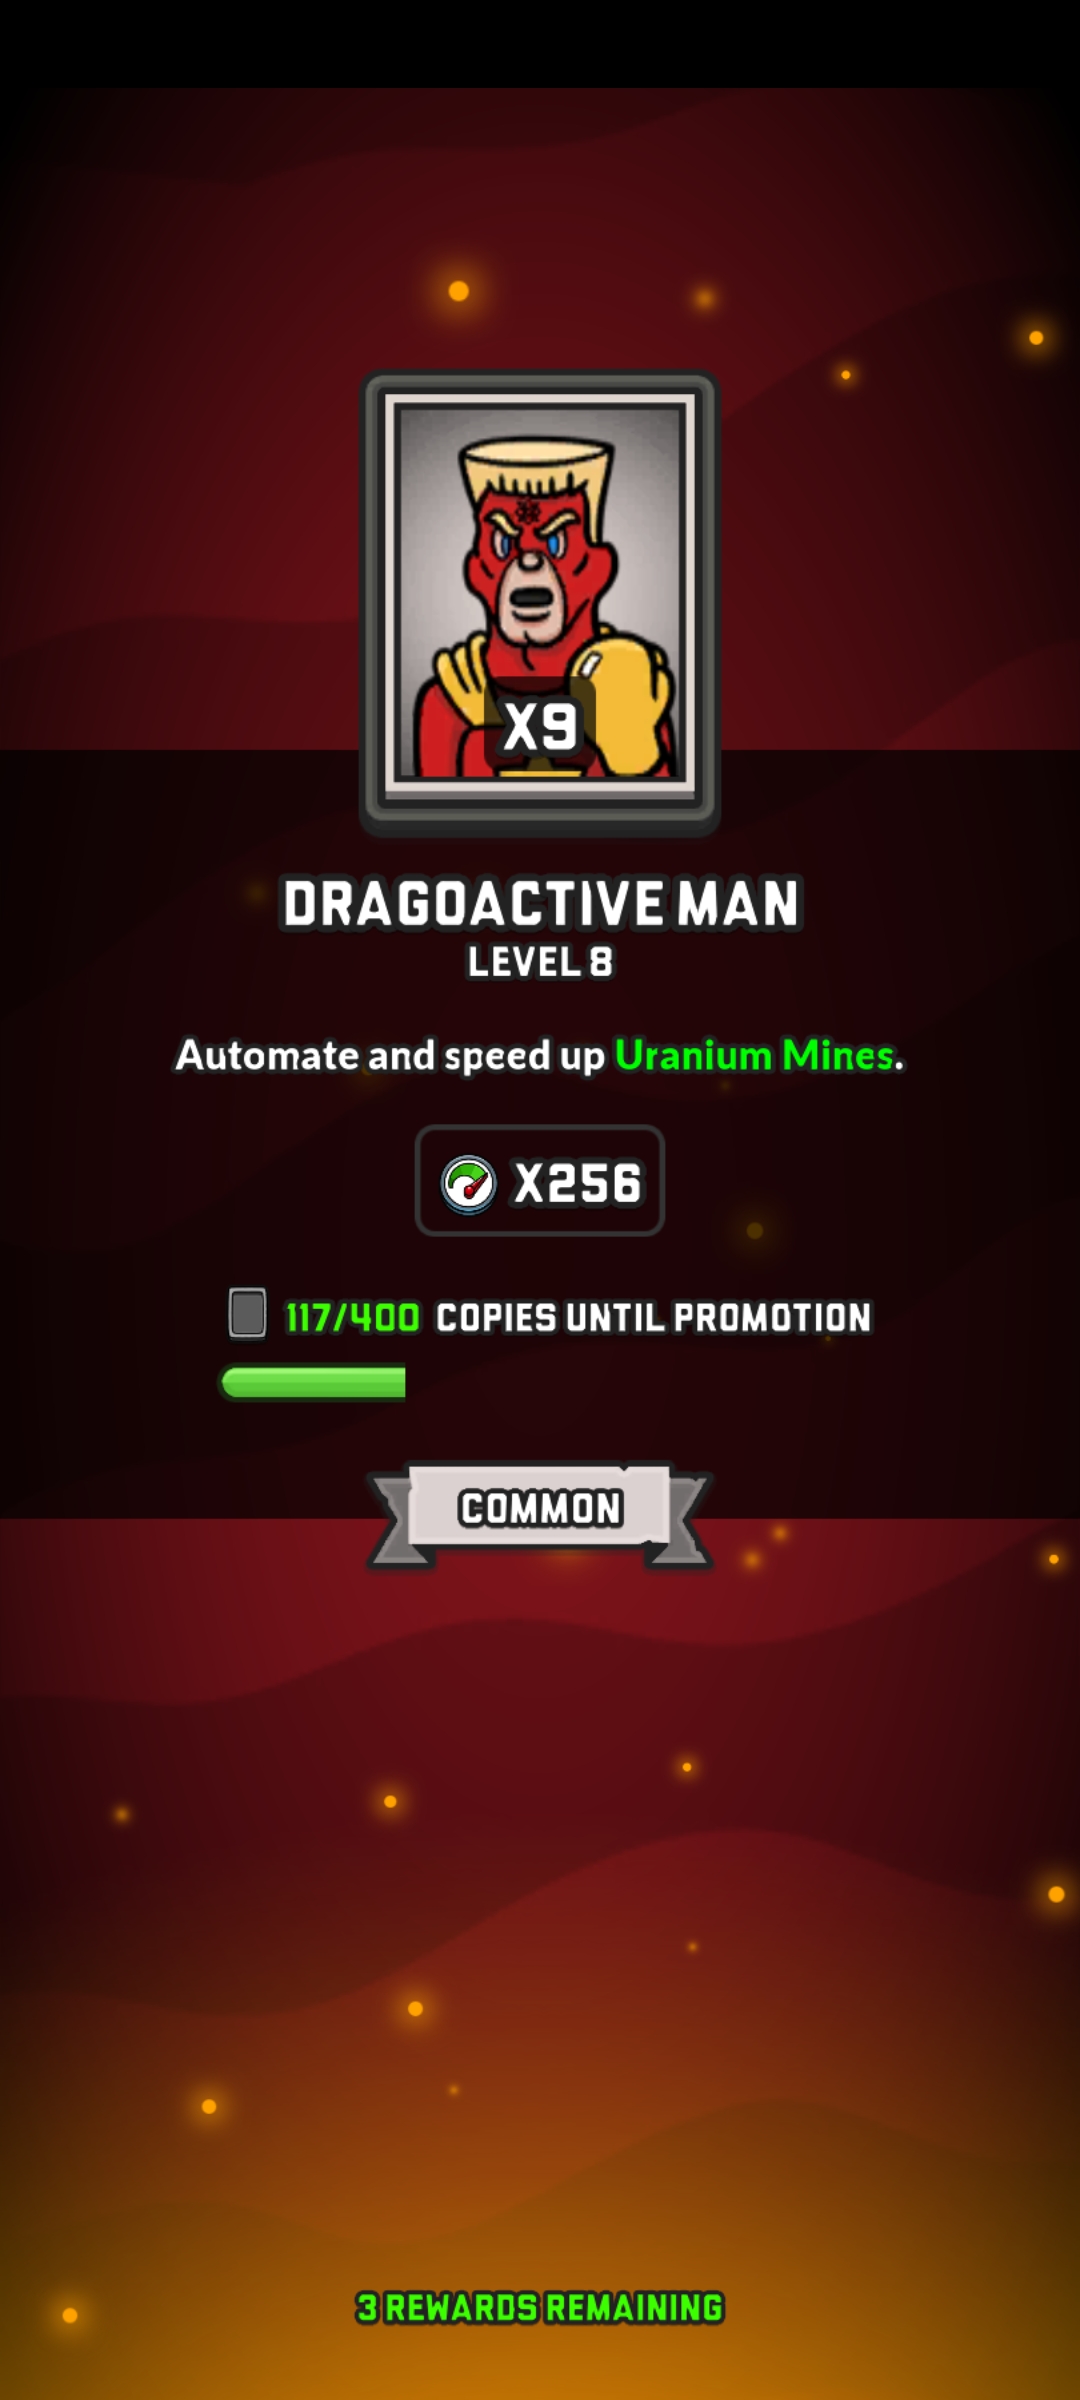 X9
DRAGOACTIVE MAN
LEVEL 8
Automate and speed up Uranium Mines.
X256
117/400 COPIES UNTIL PROMOTION
COMMON
3 REWARDS REMAINING